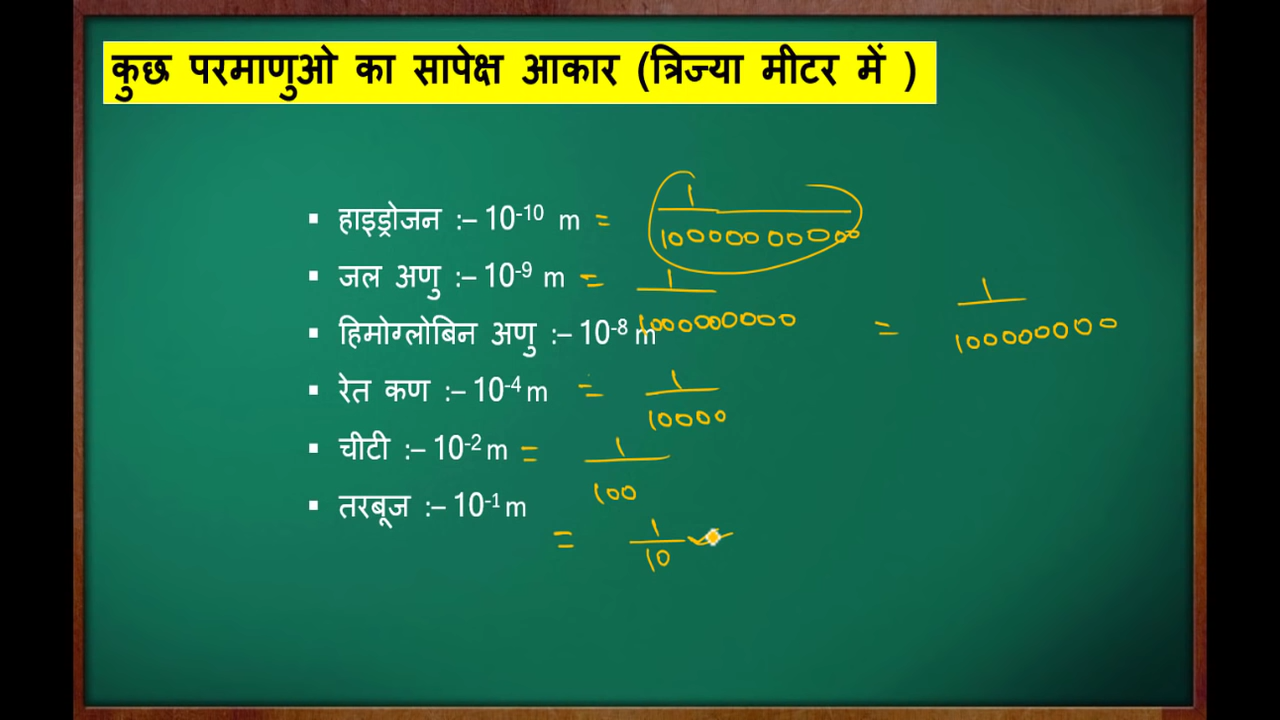 कुछ परमाणुओ का सापेक्ष आकार (त्रिज्या मीटर में )
▪ हाइड्रोजन :– 10⁻¹⁰ m = 1/10000000000
▪ जल अणु :– 10⁻⁹ m = 1/1000000000
▪ हिमोग्लोबिन अणु :– 10⁻⁸ m = 1/100000000
▪ रेत कण :– 10⁻⁴ m = 1/10000
▪ चीटी :– 10⁻² m = 1/100
▪ तरबूज :– 10⁻¹ m = 1/10